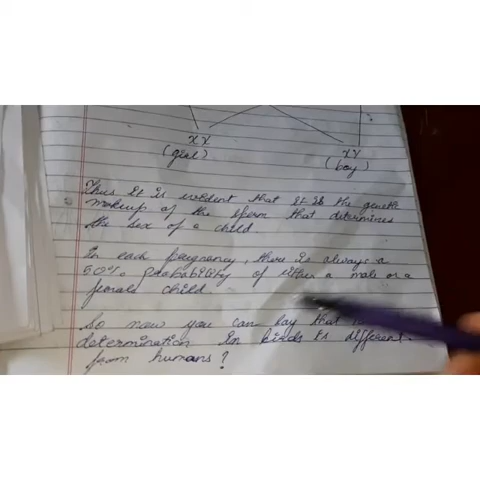 XX XY
(girl) (boy)
Thus it is evident that it is the genetic
makeup of the sperm that determines
the sex of a child.
In each pregnancy, there is always a
50% probability of either a male or a
female child.
So now you can say that
determination in birds is different
from humans?